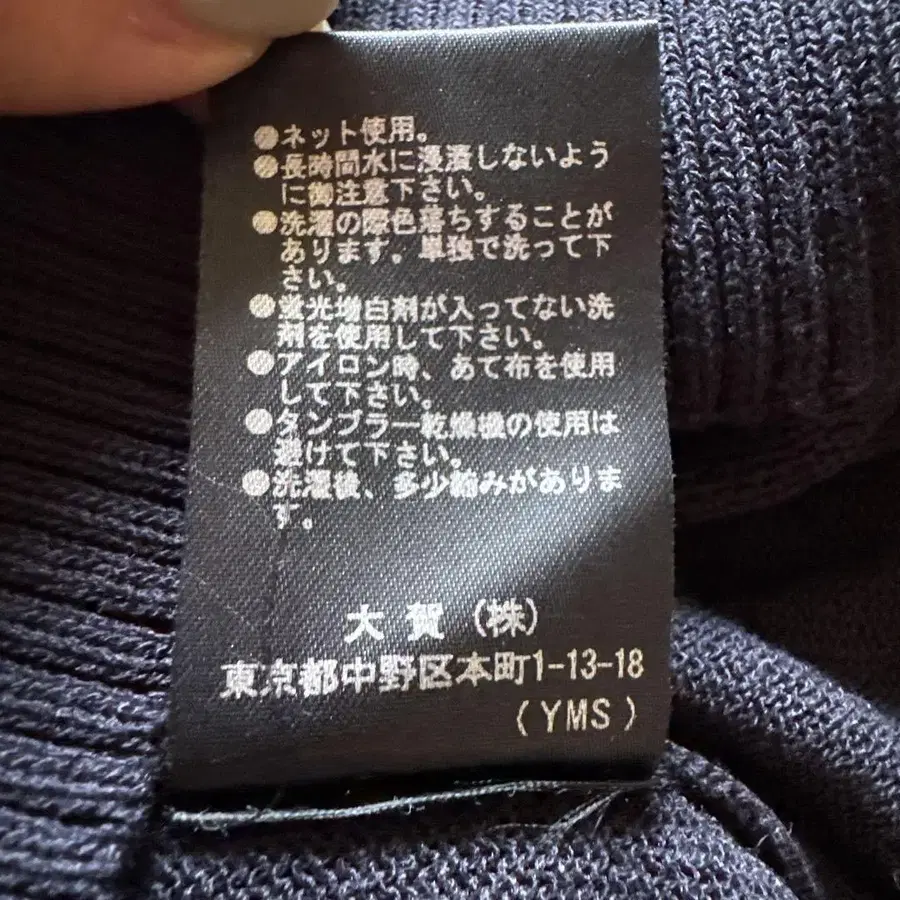 ●ネット使用。
●長時間水に浸漬しないよう
に御注意下さい。
●洗濯の際色落ちすることが
あります。単独で洗って下
さい。
●蛍光増白剤が入ってない洗
剤を使用して下さい。
●アイロン時、あて布を使用
して下さい。
●タンブラー乾燥機の使用は
避けて下さい。
●洗濯後、多少縮みがありま
す。
大賀(株)
東京都中野区本町1-13-18
(YMS)